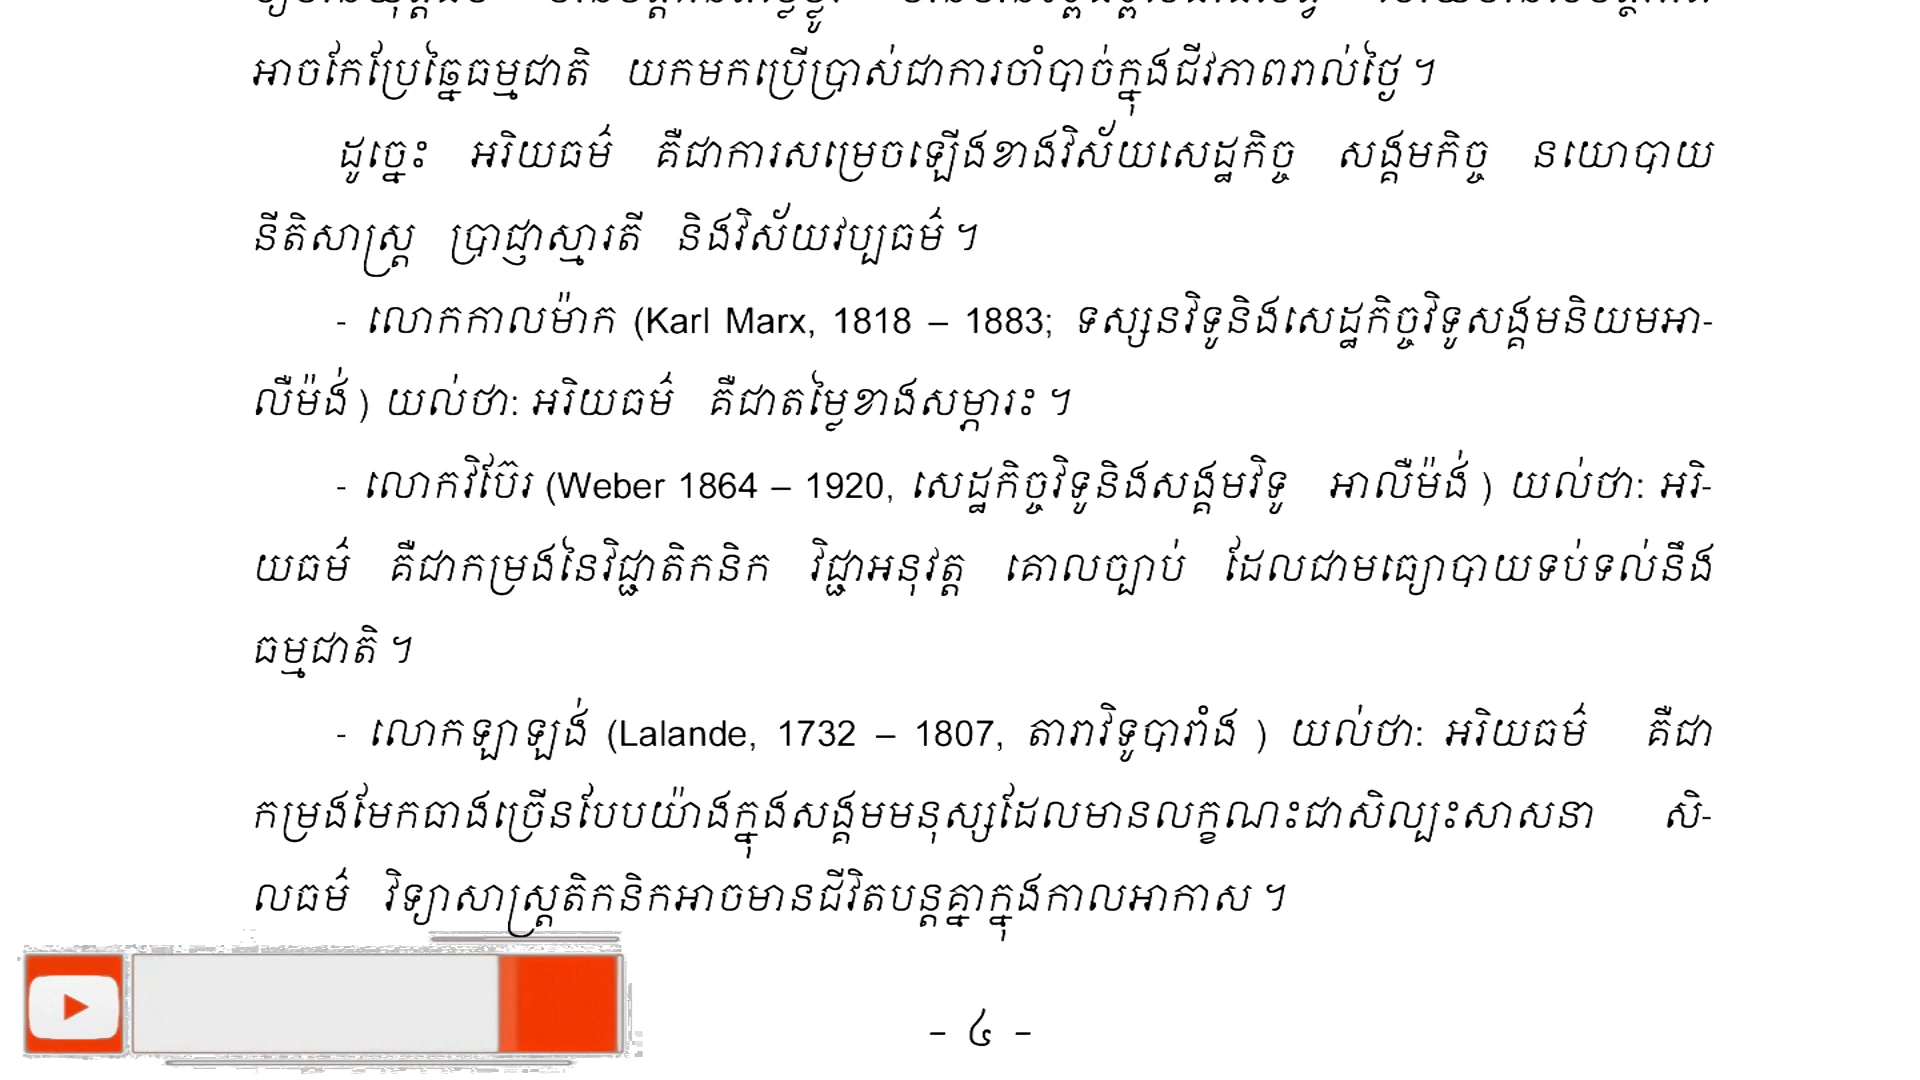 អាចកែប្រែឆ្នៃធម្មជាតិ យកមកប្រើប្រាស់ជាការចាំបាច់ក្នុងជីវភាពរាល់ថ្ងៃ ។
ដូច្នេះ អរិយធម៌ គឺជាការសម្រេចឡើងខាងវិស័យសេដ្ឋកិច្ច សង្គមកិច្ច នយោបាយ
នីតិសាស្ត្រ ប្រាជ្ញាស្មារតី និងវិស័យវប្បធម៌ ។
- លោកកាលម៉ាក (Karl Marx, 1818 – 1883; ទស្សនវិទូនិងសេដ្ឋកិច្ចវិទូសង្គមនិយមអា-
លឺម៉ង់ ) យល់ថា: អរិយធម៌ គឺជាតម្លៃខាងសម្ភារះ ។
- លោកវិប៊ែរ (Weber 1864 – 1920, សេដ្ឋកិច្ចវិទូនិងសង្គមវិទូ អាលឺម៉ង់ ) យល់ថា: អរិ-
យធម៌ គឺជាកម្រងនៃវិជ្ជាតិកនិក វិជ្ជាអនុវត្ត គោលច្បាប់ ដែលជាមធ្យោបាយទប់ទល់នឹង
ធម្មជាតិ ។
- លោកឡាឡង់ (Lalande, 1732 – 1807, តារាវិទូបារាំង ) យល់ថា: អរិយធម៌ គឺជា
កម្រងមែកធាងច្រើនបែបយ៉ាងក្នុងសង្គមមនុស្សដែលមានលក្ខណះជាសិល្បះសាសនា សិ-
លធម៌ វិទ្យាសាស្ត្រតិកនិកអាចមានជីវិតបន្តគ្នាក្នុងកាលអាកាស ។
- ៤ -